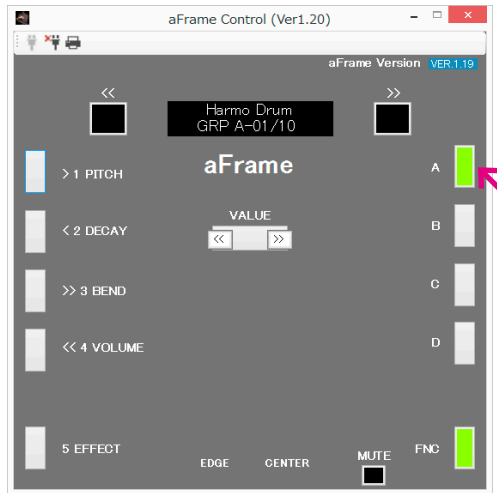 aFrame Control (Ver1.20)
aFrame Version VER.1.19
<< >>
Harmo Drum
GRP A-01/10
aFrame
> 1 PITCH
A
VALUE
<< >>
< 2 DECAY
B
>> 3 BEND
C
<< 4 VOLUME
D
5 EFFECT
EDGE CENTER
MUTE
FNC